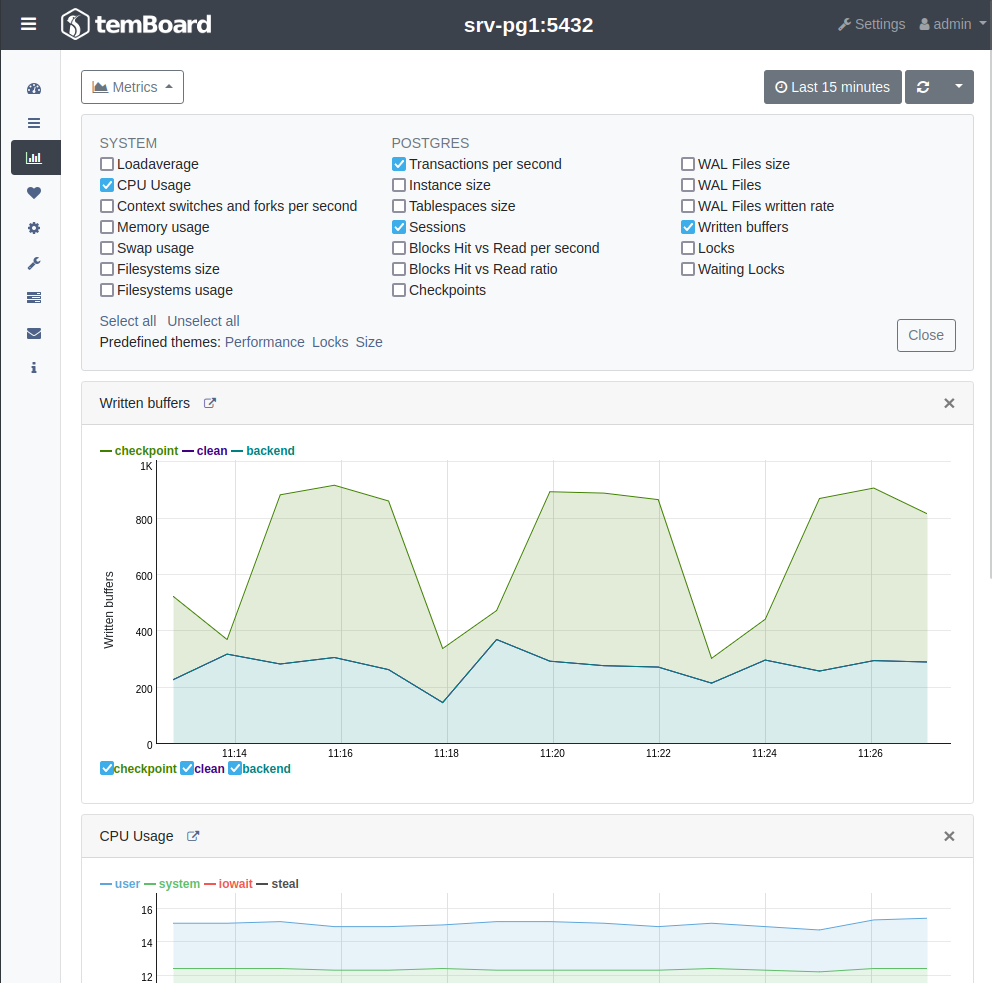 temBoard srv-pg1:5432 Settings admin
Metrics Last 15 minutes
SYSTEM POSTGRES
Loadaverage Transactions per second WAL Files size
CPU Usage Instance size WAL Files
Context switches and forks per second Tablespaces size WAL Files written rate
Memory usage Sessions Written buffers
Swap usage Blocks Hit vs Read per second Locks
Filesystems size Blocks Hit vs Read ratio Waiting Locks
Filesystems usage Checkpoints
Select all Unselect all
Predefined themes: Performance Locks Size Close
Written buffers
checkpoint clean backend
1K
800
600
400
200
0
Written buffers
11:14 11:16 11:18 11:20 11:22 11:24 11:26
checkpoint clean backend
CPU Usage
user system iowait steal
16
14
12